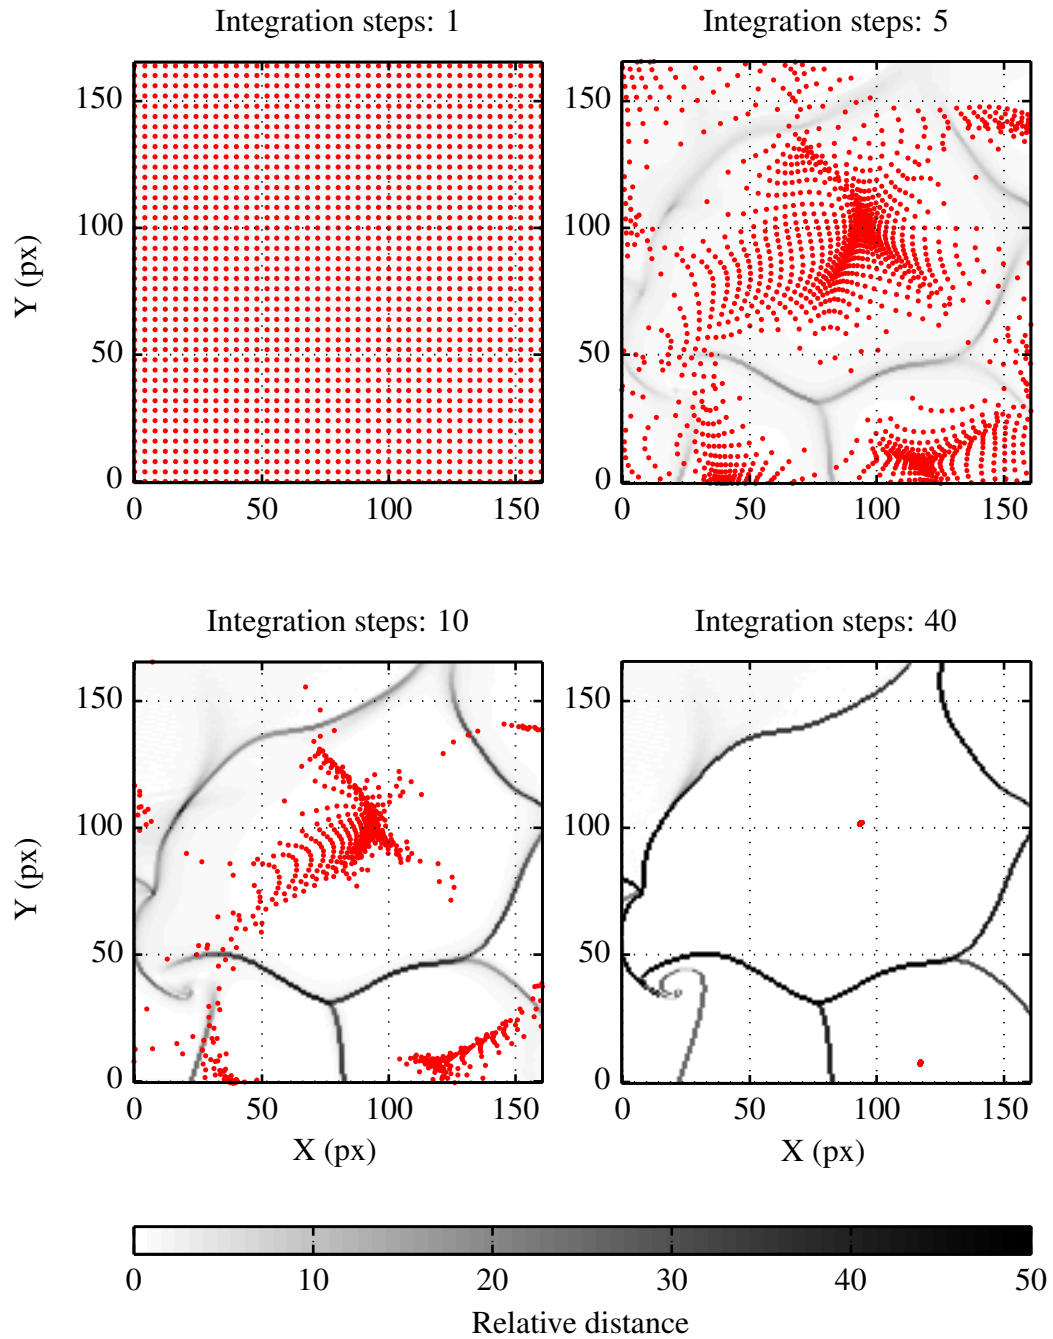 Integration steps: 1
Integration steps: 5
150
100
50
0
Y (px)
0 50 100 150
150
100
50
0
0 50 100 150
Integration steps: 10
Integration steps: 40
150
100
50
0
Y (px)
0 50 100 150
X (px)
150
100
50
0
0 50 100 150
X (px)
0 10 20 30 40 50
Relative distance